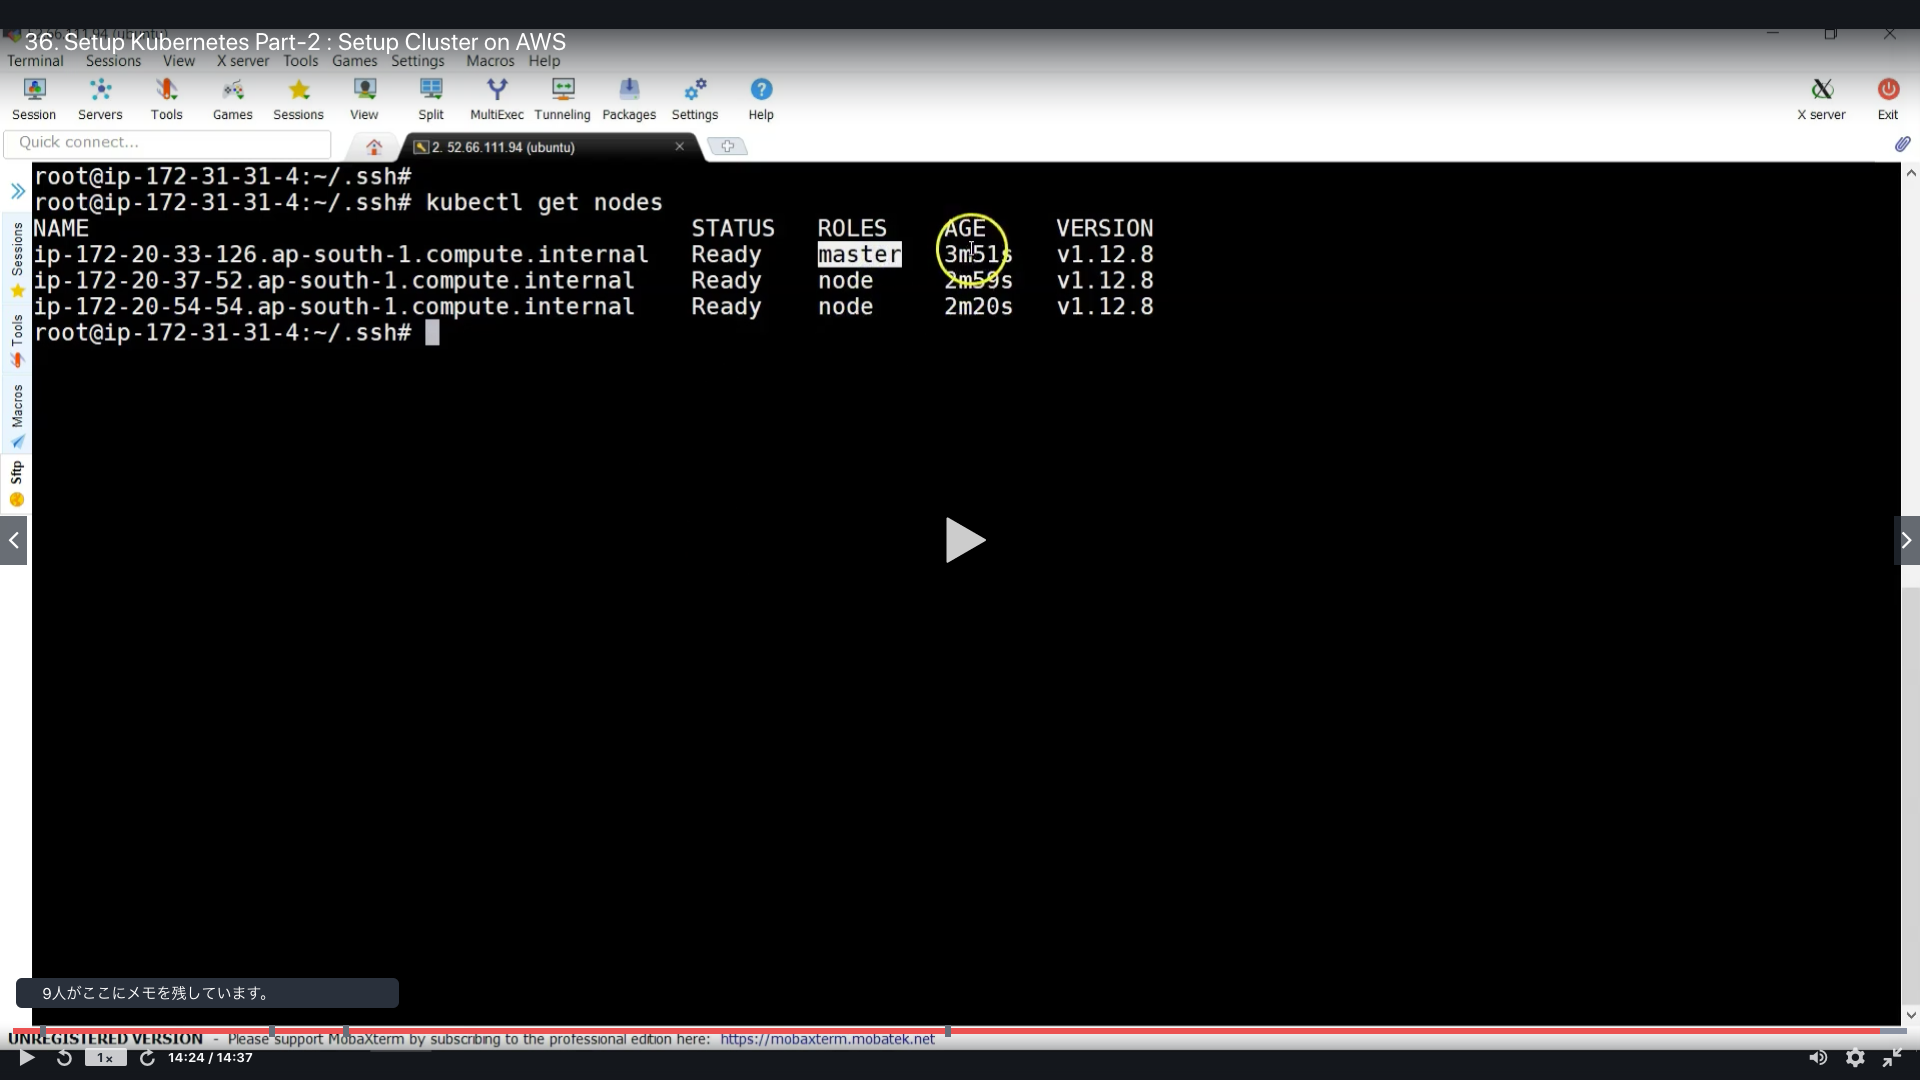 36. Setup Kubernetes Part-2 : Setup Cluster on AWS
Terminal Sessions View X server Tools Games Settings Macros Help
Session Servers Tools Games Sessions View Split MultiExec Tunneling Packages Settings Help X server Exit
Quick connect...
2. 52.66.111.94 (ubuntu)
root@ip-172-31-31-4:~/.ssh#
root@ip-172-31-31-4:~/.ssh# kubectl get nodes
NAME STATUS ROLES AGE VERSION
ip-172-20-33-126.ap-south-1.compute.internal Ready master 3m51s v1.12.8
ip-172-20-37-52.ap-south-1.compute.internal Ready node 2m59s v1.12.8
ip-172-20-54-54.ap-south-1.compute.internal Ready node 2m20s v1.12.8
root@ip-172-31-31-4:~/.ssh#
Sessions
Tools
Macros
Sftp
9人がここにメモを残しています。
UNREGISTERED VERSION - Please support MobaXterm by subscribing to the professional edition here: https://mobaxterm.mobatek.net
1x 14:24 / 14:37